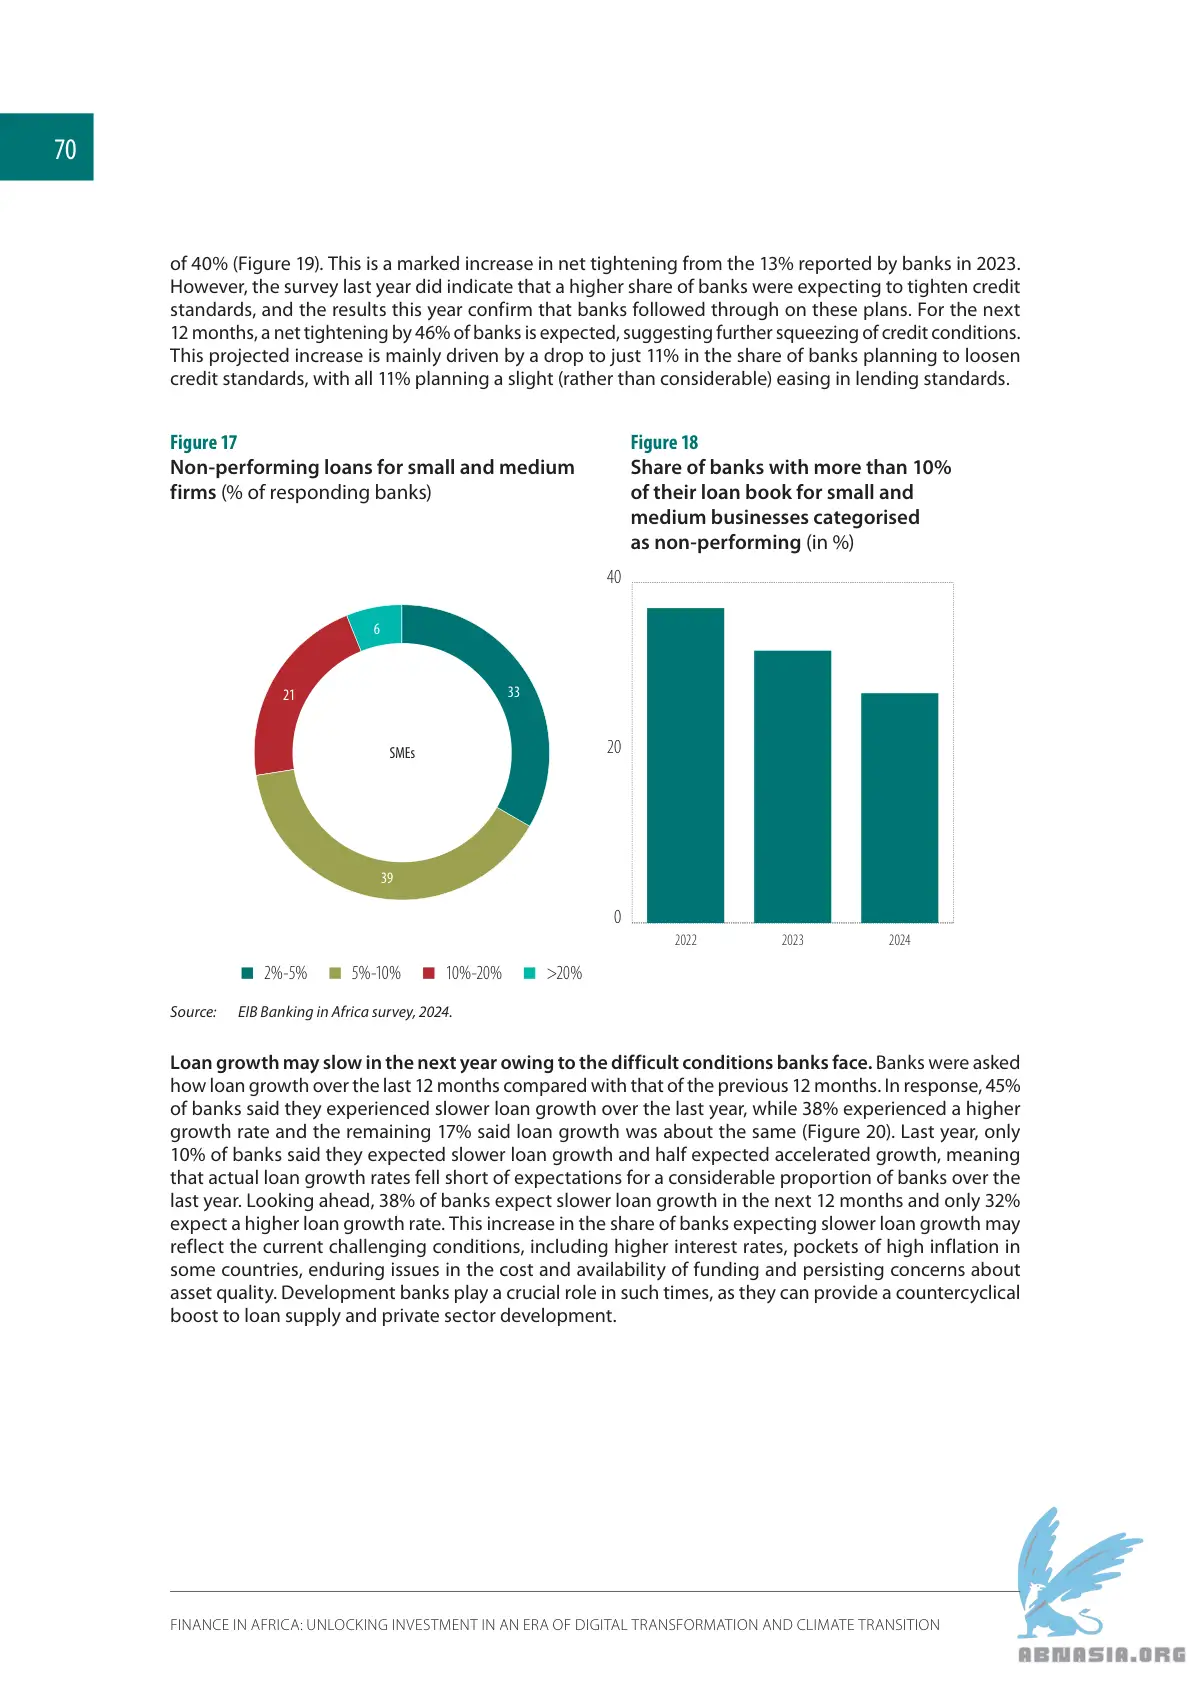 70
of 40% (Figure 19). This is a marked increase in net tightening from the 13% reported by banks in 2023.
However, the survey last year did indicate that a higher share of banks were expecting to tighten credit
standards, and the results this year confirm that banks followed through on these plans. For the next
12 months, a net tightening by 46% of banks is expected, suggesting further squeezing of credit conditions.
This projected increase is mainly driven by a drop to just 11% in the share of banks planning to loosen
credit standards, with all 11% planning a slight (rather than considerable) easing in lending standards.
Figure 17
Non-performing loans for small and medium
firms (% of responding banks)
6
33
21
SMEs
39
2%-5% 5%-10% 10%-20% >20%
Figure 18
Share of banks with more than 10%
of their loan book for small and
medium businesses categorised
as non-performing (in %)
40
20
0
2022 2023 2024
Source: EIB Banking in Africa survey, 2024.
Loan growth may slow in the next year owing to the difficult conditions banks face. Banks were asked
how loan growth over the last 12 months compared with that of the previous 12 months. In response, 45%
of banks said they experienced slower loan growth over the last year, while 38% experienced a higher
growth rate and the remaining 17% said loan growth was about the same (Figure 20). Last year, only
10% of banks said they expected slower loan growth and half expected accelerated growth, meaning
that actual loan growth rates fell short of expectations for a considerable proportion of banks over the
last year. Looking ahead, 38% of banks expect slower loan growth in the next 12 months and only 32%
expect a higher loan growth rate. This increase in the share of banks expecting slower loan growth may
reflect the current challenging conditions, including higher interest rates, pockets of high inflation in
some countries, enduring issues in the cost and availability of funding and persisting concerns about
asset quality. Development banks play a crucial role in such times, as they can provide a countercyclical
boost to loan supply and private sector development.
FINANCE IN AFRICA: UNLOCKING INVESTMENT IN AN ERA OF DIGITAL TRANSFORMATION AND CLIMATE TRANSITION
ABNASIA.ORG